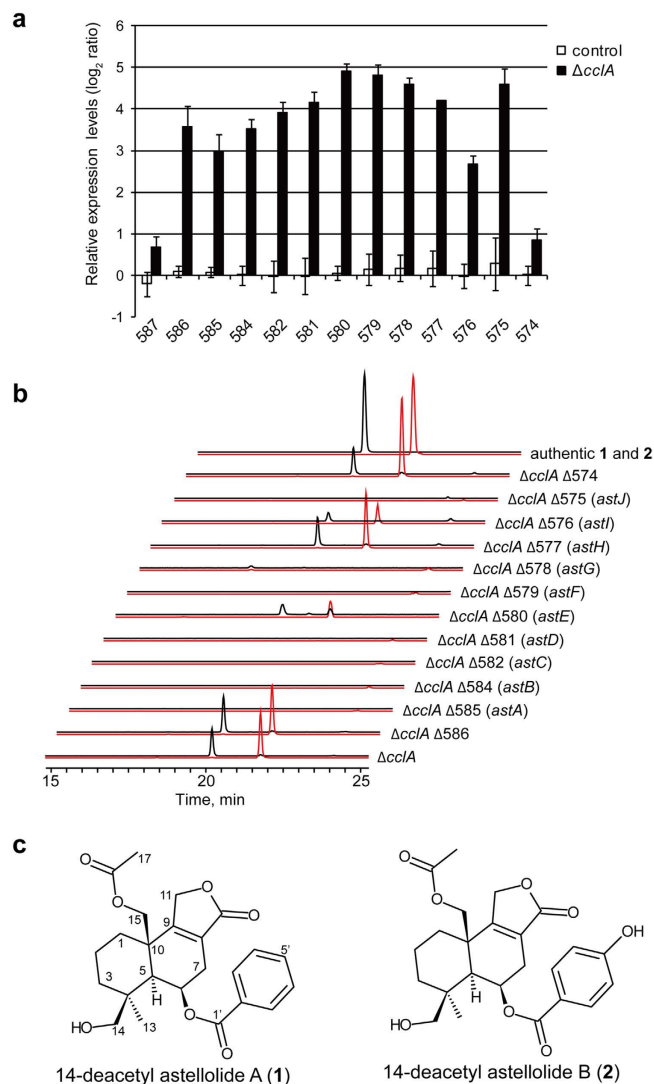 a
Relative expression levels (log2 ratio)
6
5
4
3
2
1
0
-1
control
ΔcclA
587 586 585 584 582 581 580 579 578 577 576 575 574
b
authentic 1 and 2
ΔcclA Δ574
ΔcclA Δ575 (astJ)
ΔcclA Δ576 (astI)
ΔcclA Δ577 (astH)
ΔcclA Δ578 (astG)
ΔcclA Δ579 (astF)
ΔcclA Δ580 (astE)
ΔcclA Δ581 (astD)
ΔcclA Δ582 (astC)
ΔcclA Δ584 (astB)
ΔcclA Δ585 (astA)
ΔcclA Δ586
ΔcclA
15 20 25
Time, min
c
O
17
O
15
11
O
O
1
9
10
3
5
7
H
5'
HO
14
13
O
1'
O
14-deacetyl astellolide A (1)
O
O
O
O
OH
H
HO
O
O
14-deacetyl astellolide B (2)